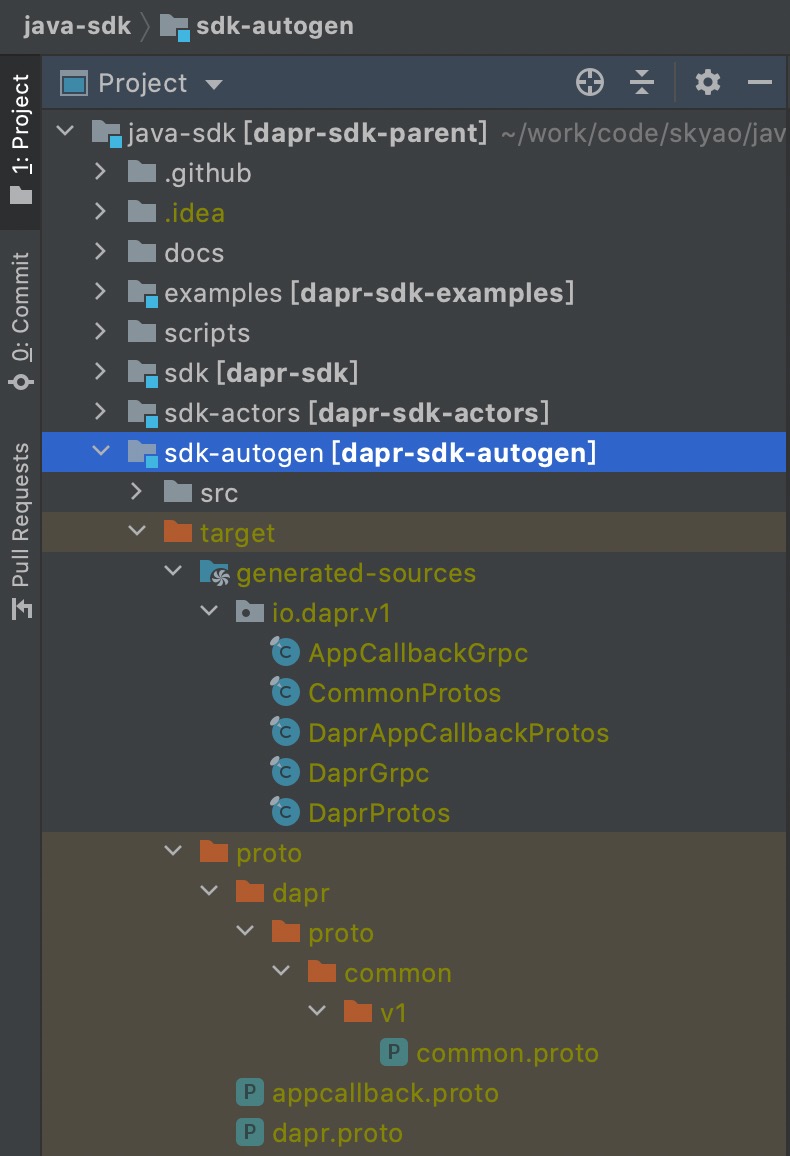 java-sdk 〉 sdk-autogen
1: Project
0: Commit
Pull Requests
Project
java-sdk [dapr-sdk-parent] ~/work/code/skyao/jav
.github
.idea
docs
examples [dapr-sdk-examples]
scripts
sdk [dapr-sdk]
sdk-actors [dapr-sdk-actors]
sdk-autogen [dapr-sdk-autogen]
src
target
generated-sources
io.dapr.v1
C AppCallbackGrpc
C CommonProtos
C DaprAppCallbackProtos
C DaprGrpc
C DaprProtos
proto
dapr
proto
common
v1
P common.proto
P appcallback.proto
P dapr.proto